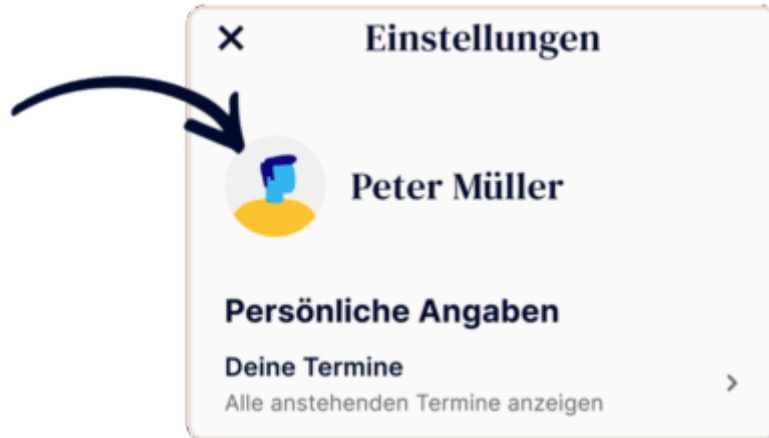 Einstellungen
Peter Müller
Persönliche Angaben
Deine Termine
Alle anstehenden Termine anzeigen